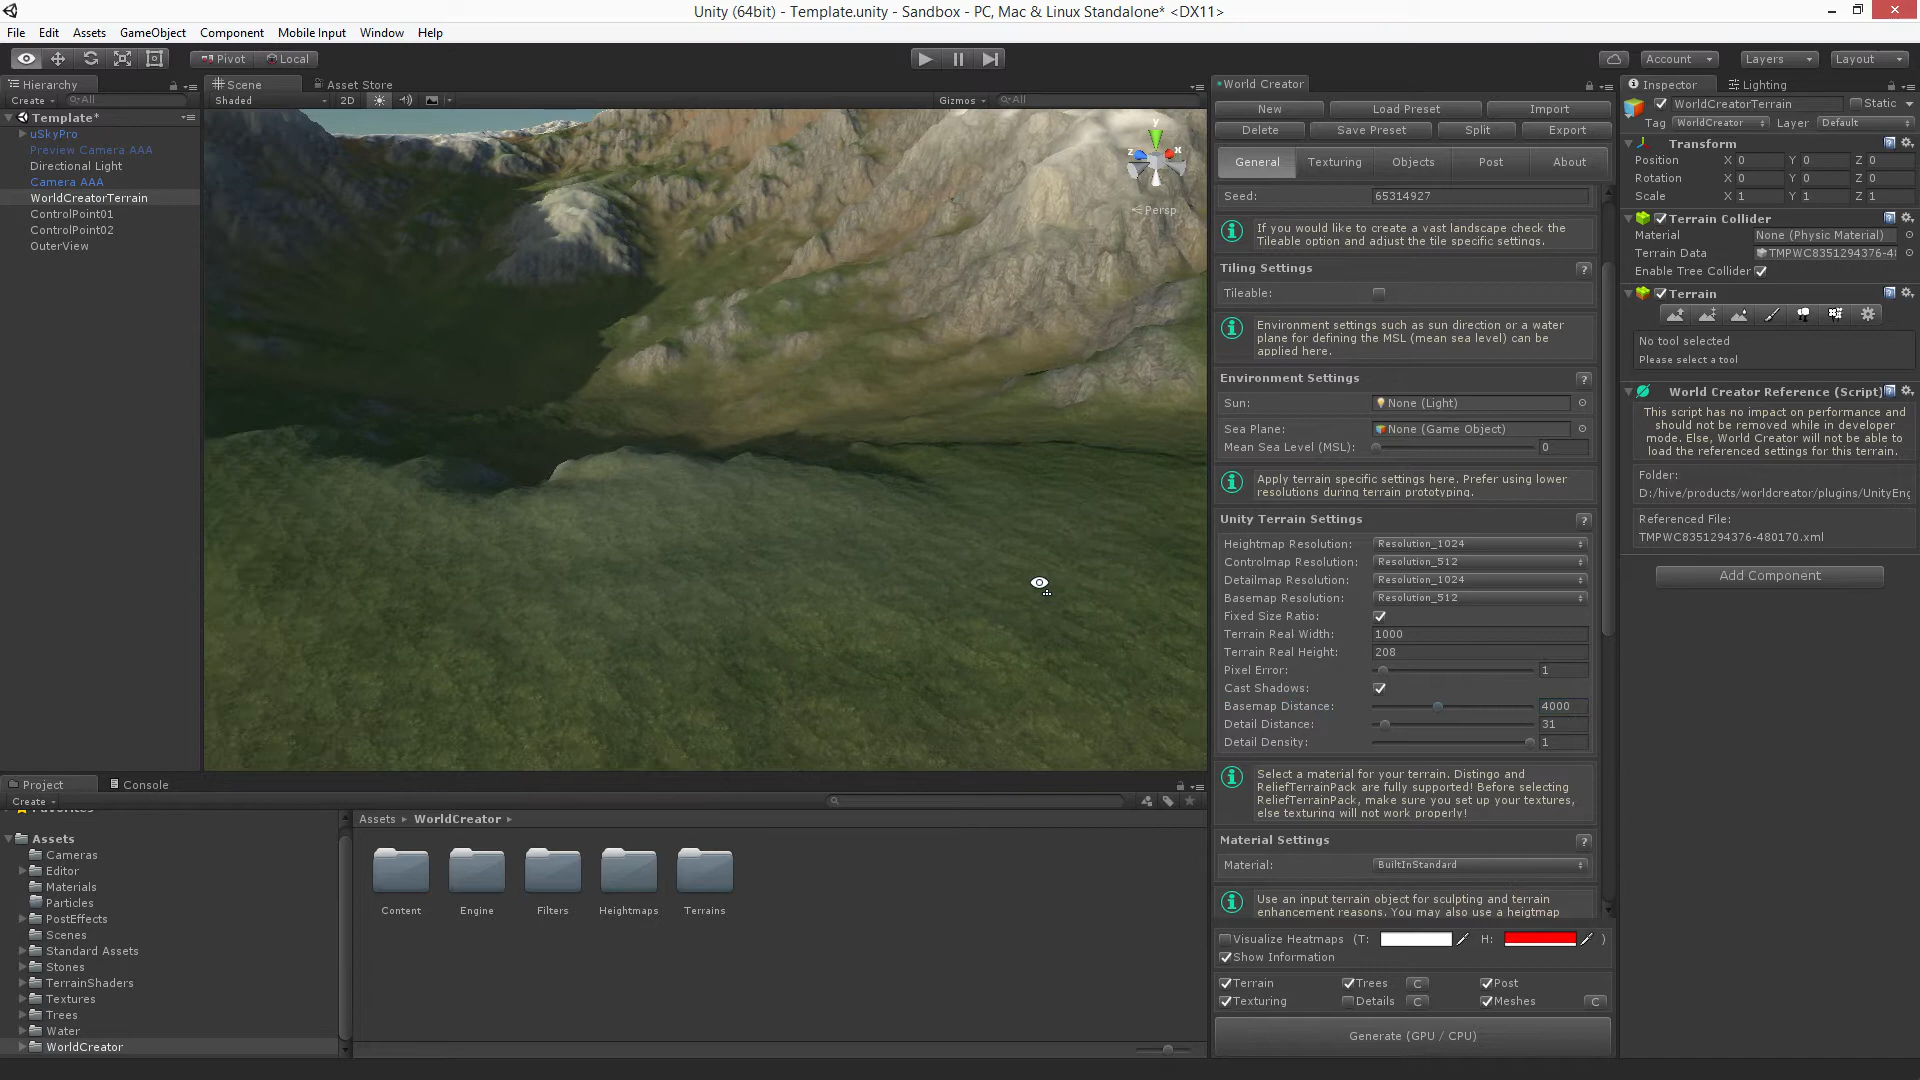 Unity (64bit) - Template.unity - Sandbox - PC, Mac & Linux Standalone* <DX11>
File Edit Assets GameObject Component Mobile Input Window Help
Pivot Local
Account Layers Layout
Hierarchy
Create All
Template*
uSkyPro
Preview Camera AAA
Directional Light
Camera AAA
WorldCreatorTerrain
ControlPoint01
ControlPoint02
OuterView
Scene Asset Store
Shaded 2D Gizmos All
y
z x
Persp
World Creator
New Load Preset Import
Delete Save Preset Split Export
General Texturing Objects Post About
Seed: 65314927
If you would like to create a vast landscape check the
Tileable option and adjust the tile specific settings.
Tiling Settings ?
Tileable:
Environment settings such as sun direction or a water
plane for defining the MSL (mean sea level) can be
applied here.
Environment Settings ?
Sun: None (Light)
Sea Plane: None (Game Object)
Mean Sea Level (MSL): 0
Apply terrain specific settings here. Prefer using lower
resolutions during terrain prototyping.
Unity Terrain Settings ?
Heightmap Resolution: Resolution_1024
Controlmap Resolution: Resolution_512
Detailmap Resolution: Resolution_1024
Basemap Resolution: Resolution_512
Fixed Size Ratio:
Terrain Real Width: 1000
Terrain Real Height: 208
Pixel Error: 1
Cast Shadows:
Basemap Distance: 4000
Detail Distance: 31
Detail Density: 1
Select a material for your terrain. Distingo and
ReliefTerrainPack are fully supported! Before selecting
ReliefTerrainPack, make sure you set up your textures,
else texturing will not work properly!
Material Settings ?
Material: BuiltInStandard
Use an input terrain object for sculpting and terrain
enhancement reasons. You may also use a heigtmap
Visualize Heatmaps (T: H: )
Show Information
Terrain Trees C Post
Texturing Details C Meshes C
Generate (GPU / CPU)
Inspector Lighting
WorldCreatorTerrain Static
Tag WorldCreator Layer Default
Transform
Position X 0 Y 0 Z 0
Rotation X 0 Y 0 Z 0
Scale X 1 Y 1 Z 1
Terrain Collider
Material None (Physic Material)
Terrain Data TMPWC8351294376-48
Enable Tree Collider
Terrain
No tool selected
Please select a tool
World Creator Reference (Script)
This script has no impact on performance and
should not be removed while in developer
mode. Else, World Creator will not be able to
load the referenced settings for this terrain.
Folder:
D:/hive/products/worldcreator/plugins/UnityEng
Referenced File:
TMPWC8351294376-480170.xml
Add Component
Project Console
Create
Favorites
Assets
Cameras
Editor
Materials
Particles
PostEffects
Scenes
Standard Assets
Stones
TerrainShaders
Textures
Trees
Water
WorldCreator
Assets WorldCreator
Content Engine Filters Heightmaps Terrains